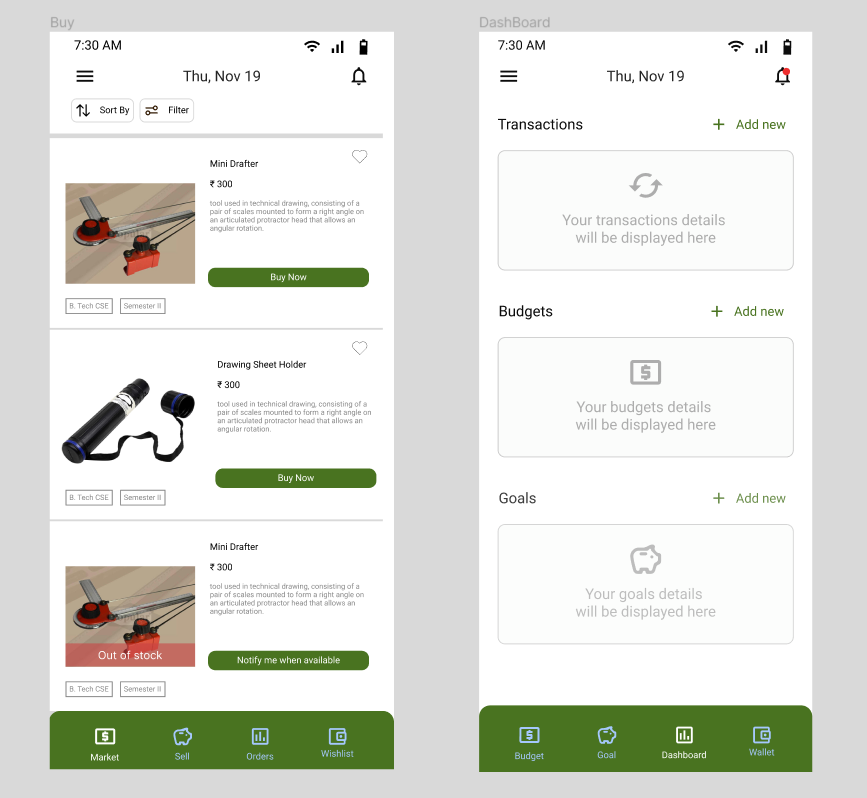 Buy
7:30 AM
Thu, Nov 19
Sort By
Filter
Mini Drafter
₹ 300
tool used in technical drawing, consisting of a
pair of scales mounted to form a right angle on
an articulated protractor head that allows an
angular rotation.
Buy Now
B. Tech CSE
Semester II
Drawing Sheet Holder
₹ 300
tool used in technical drawing, consisting of a
pair of scales mounted to form a right angle on
an articulated protractor head that allows an
angular rotation.
Buy Now
B. Tech CSE
Semester II
Mini Drafter
₹ 300
tool used in technical drawing, consisting of a
pair of scales mounted to form a right angle on
an articulated protractor head that allows an
angular rotation.
Out of stock
Notify me when available
B. Tech CSE
Semester II
Market
Sell
Orders
Wishlist
DashBoard
7:30 AM
Thu, Nov 19
Transactions
+ Add new
Your transactions details
will be displayed here
Budgets
+ Add new
Your budgets details
will be displayed here
Goals
+ Add new
Your goals details
will be displayed here
Budget
Goal
Dashboard
Wallet